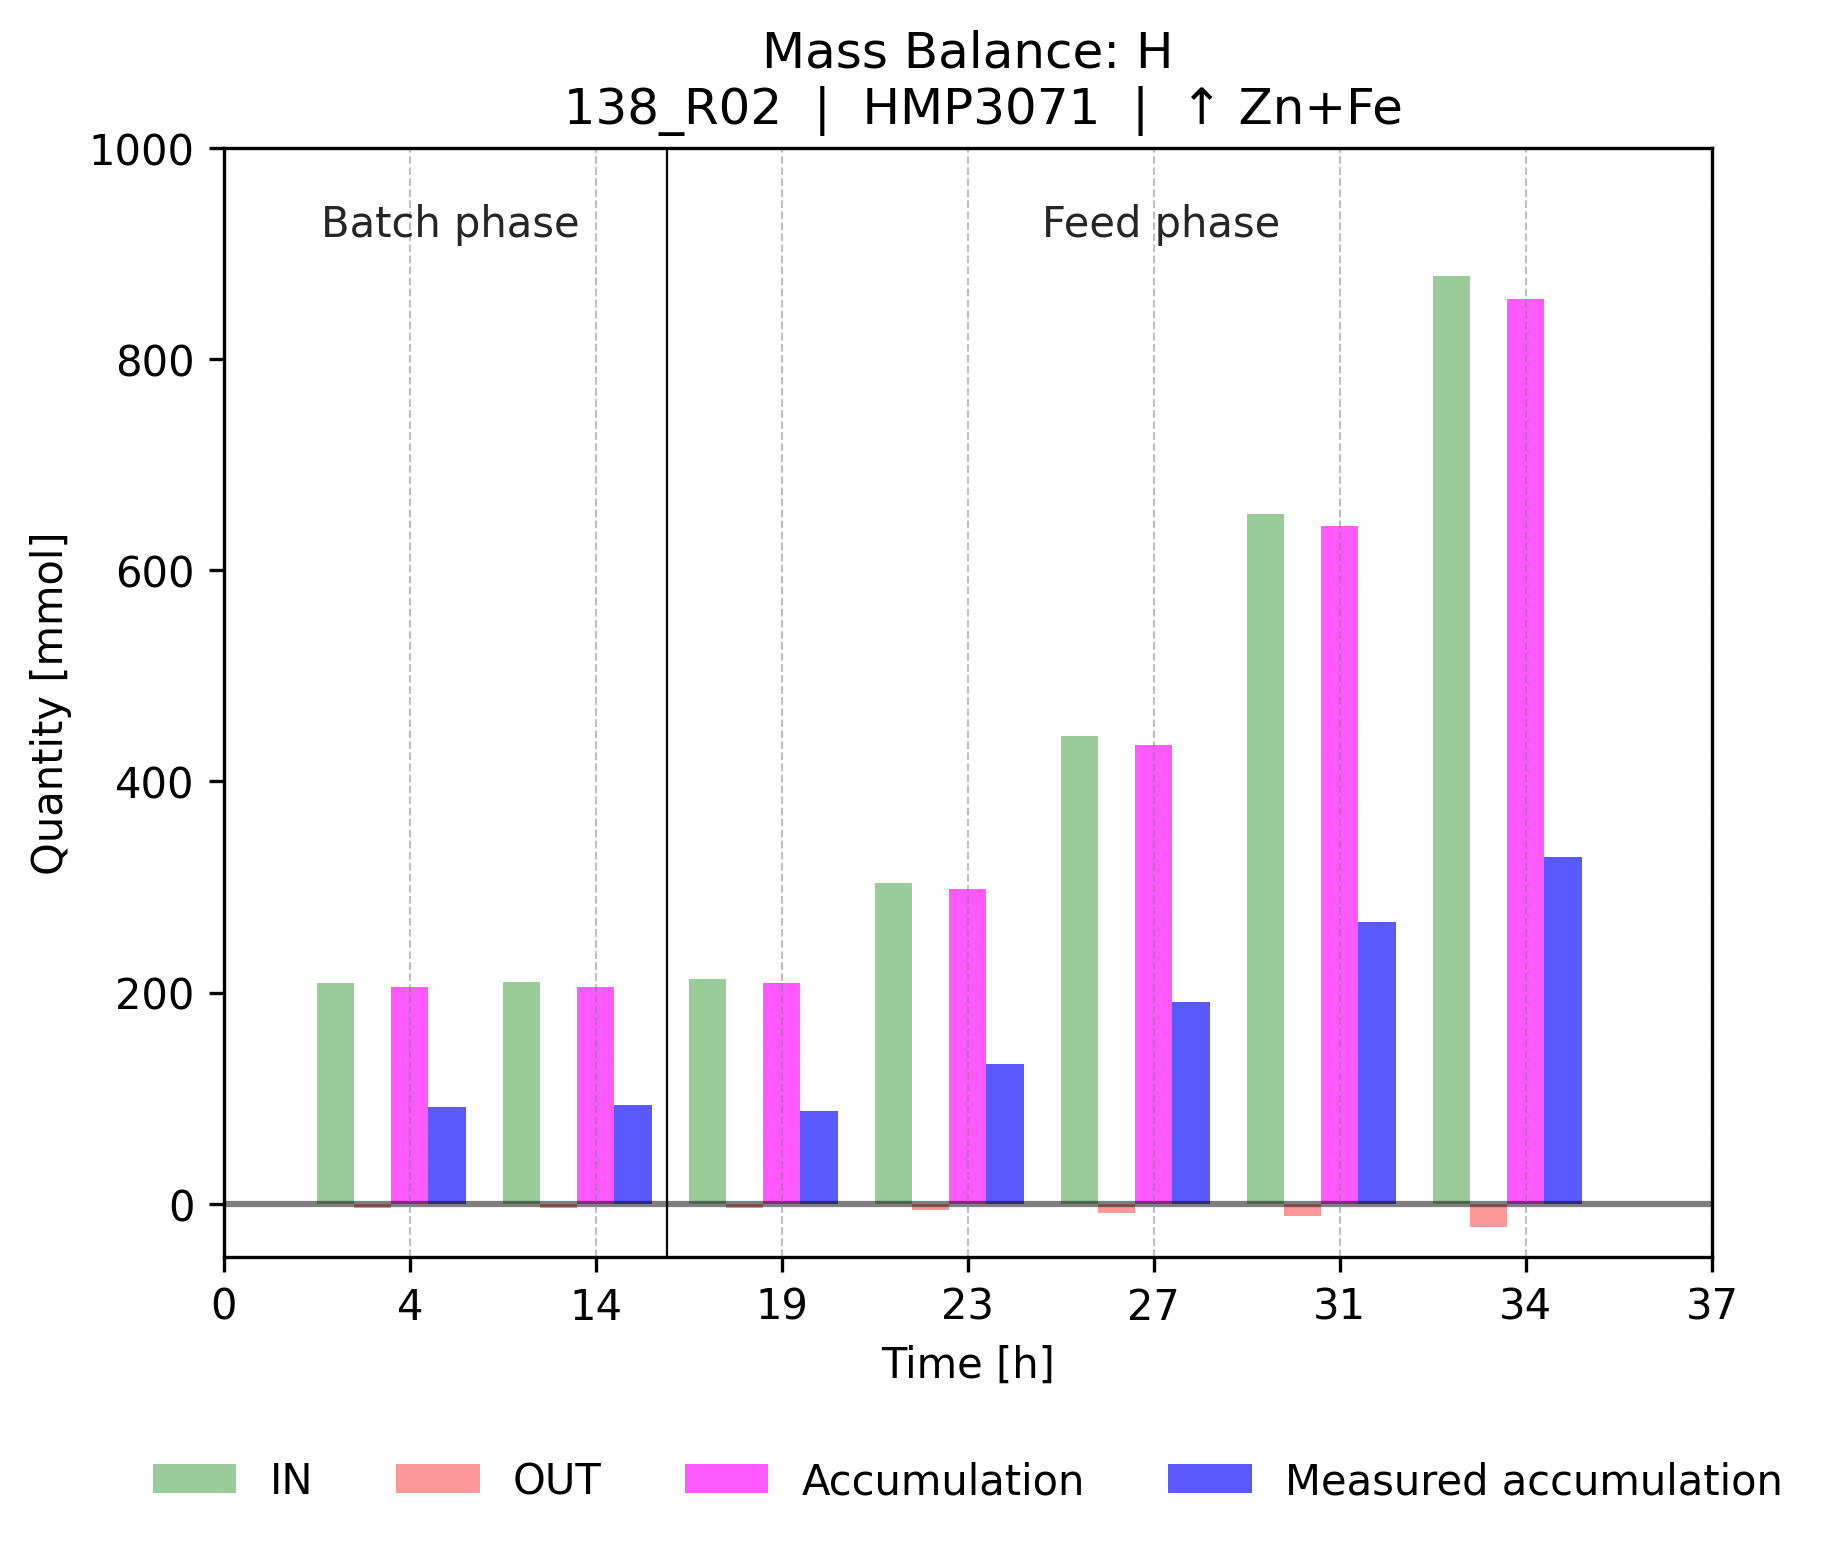 Mass Balance: H
138_R02 | HMP3071 | ↑ Zn+Fe
1000
800
600
400
200
0
Quantity [mmol]
Batch phase
Feed phase
0 4 14 19 23 27 31 34 37
Time [h]
IN OUT Accumulation Measured accumulation